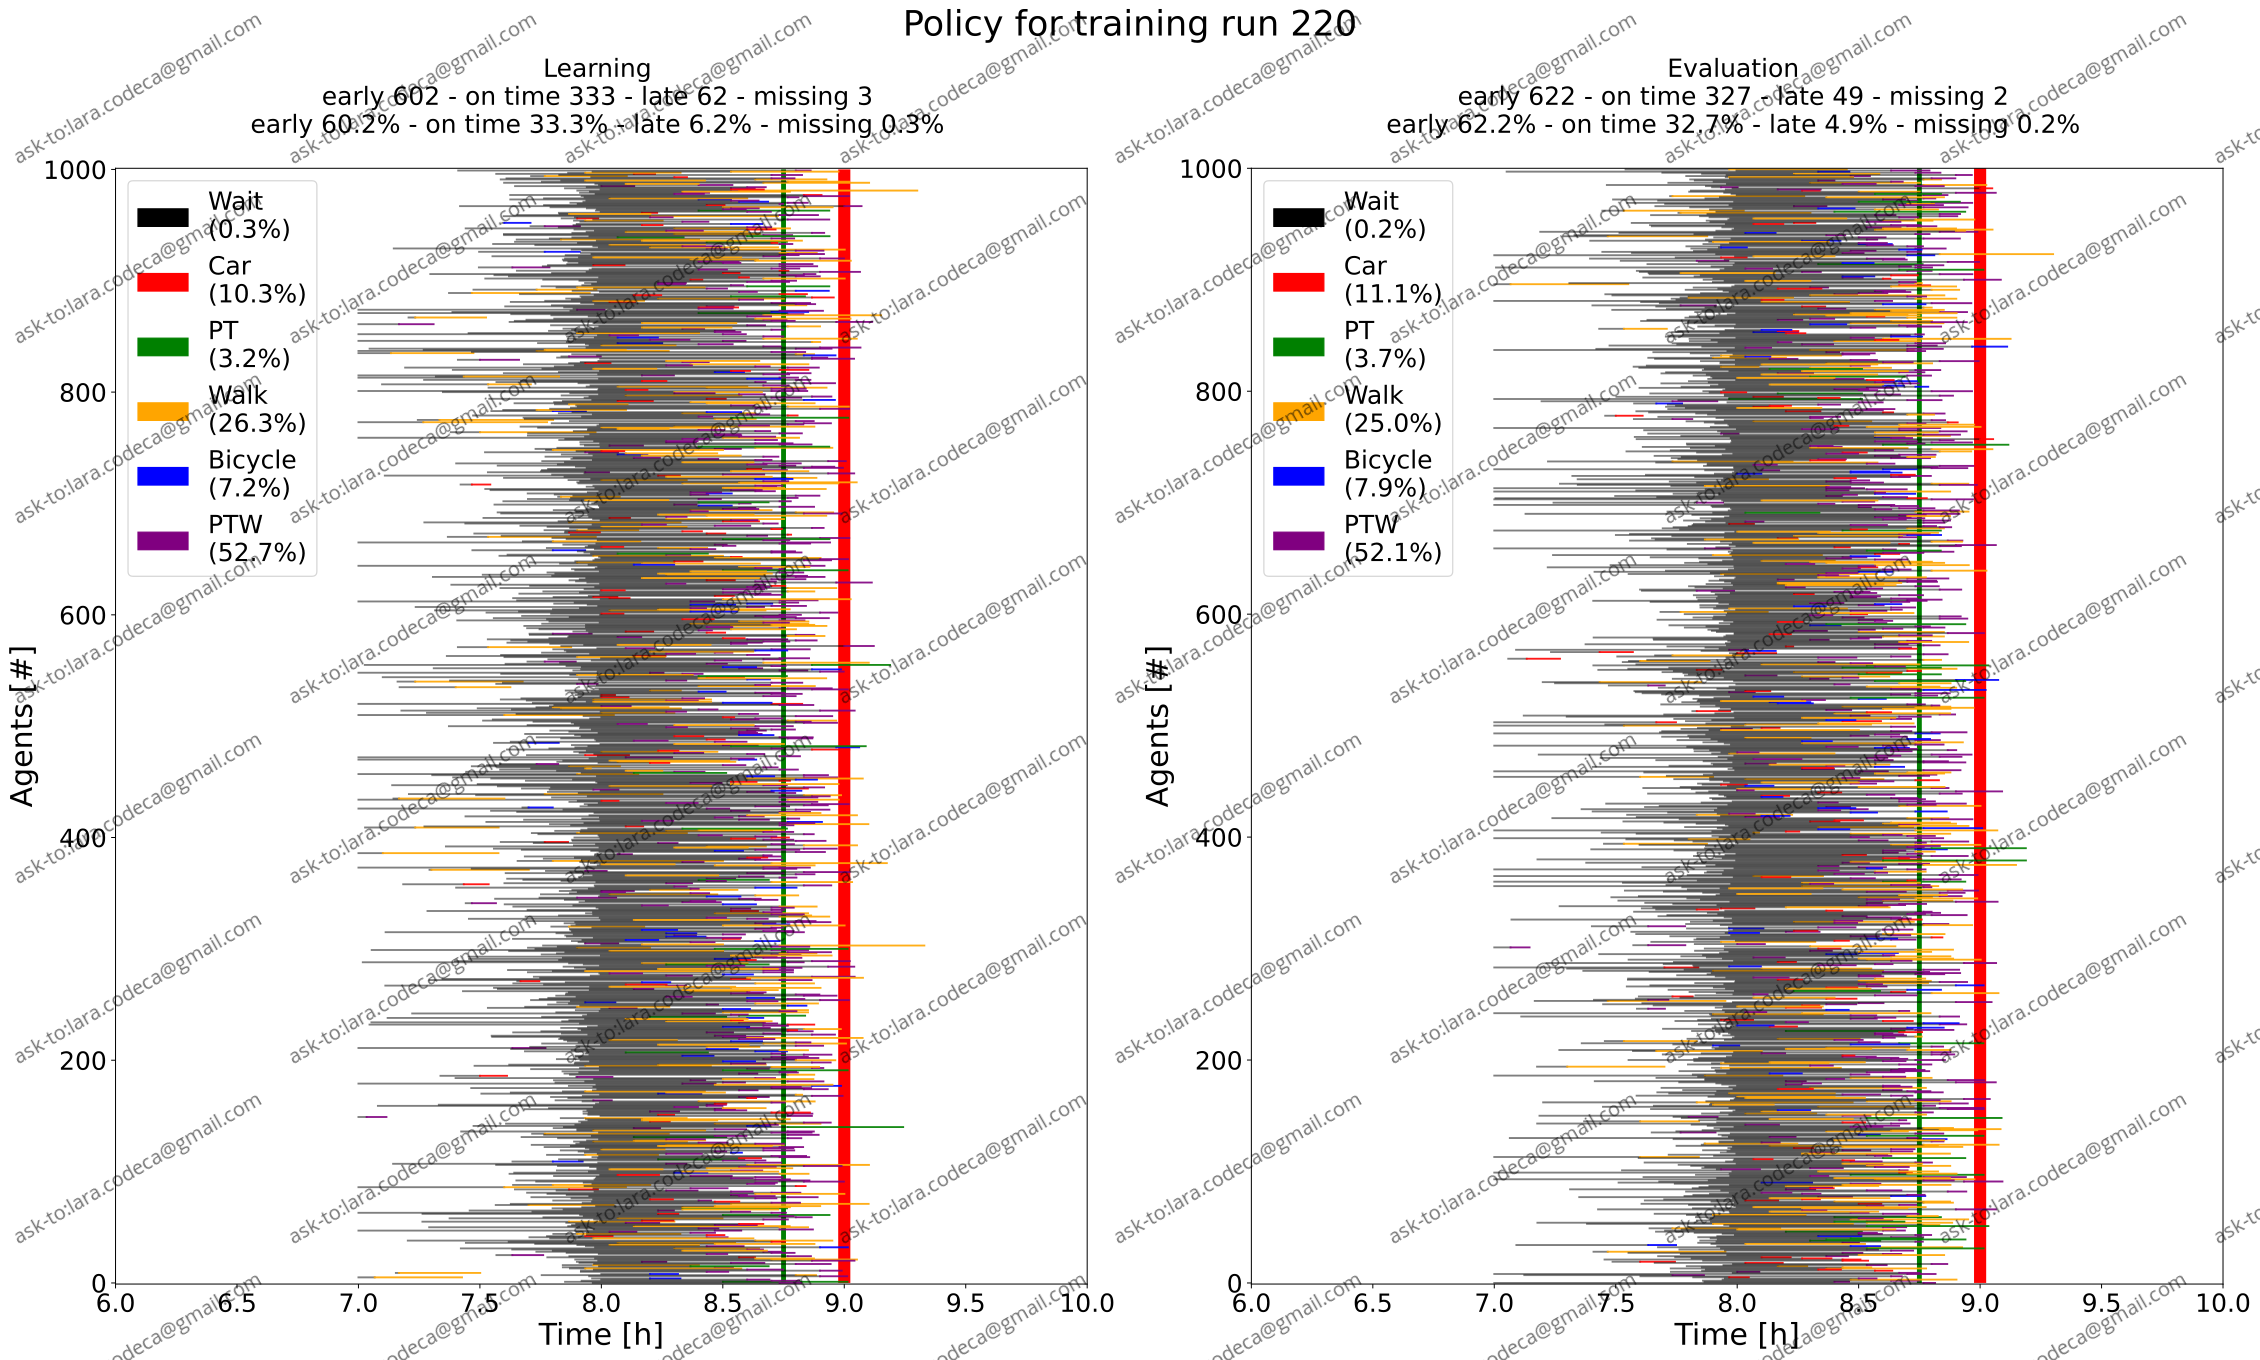 Policy for training run 220
Learning
early 602 - on time 333 - late 62 - missing 3
early 60.2% - on time 33.3% - late 6.2% - missing 0.3%
Wait
(0.3%)
Car
(10.3%)
PT
(3.2%)
Walk
(26.3%)
Bicycle
(7.2%)
PTW
(52.7%)
1000
800
600
400
200
0
Agents [#]
6.0 6.5 7.0 7.5 8.0 8.5 9.0 9.5 10.0
Time [h]
Evaluation
early 622 - on time 327 - late 49 - missing 2
early 62.2% - on time 32.7% - late 4.9% - missing 0.2%
Wait
(0.2%)
Car
(11.1%)
PT
(3.7%)
Walk
(25.0%)
Bicycle
(7.9%)
PTW
(52.1%)
1000
800
600
400
200
0
Agents [#]
6.0 6.5 7.0 7.5 8.0 8.5 9.0 9.5 10.0
Time [h]
ask-to:lara.codeca@gmail.com